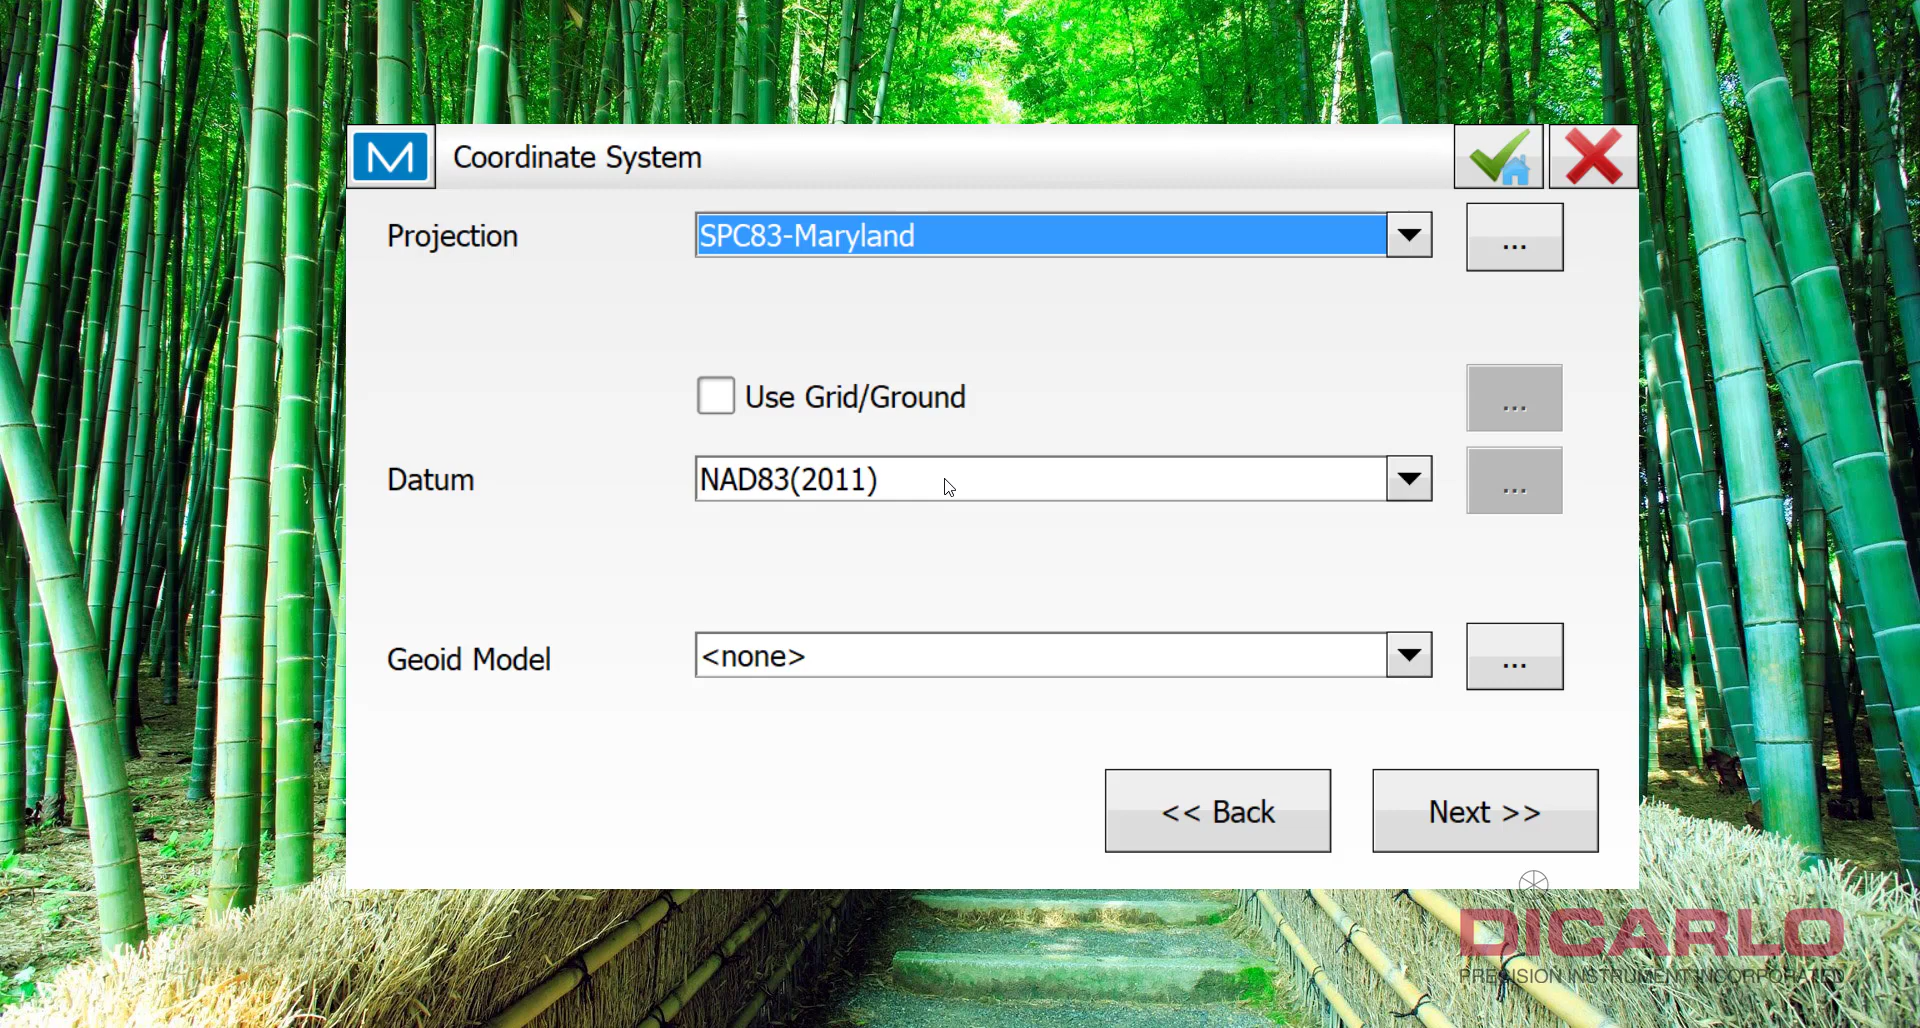 Coordinate System
Projection
SPC83-Maryland
...
Use Grid/Ground
...
Datum
NAD83(2011)
...
Geoid Model
<none>
...
<< Back
Next >>
DICARLO
PRECISION INSTRUMENT INCORPORATED